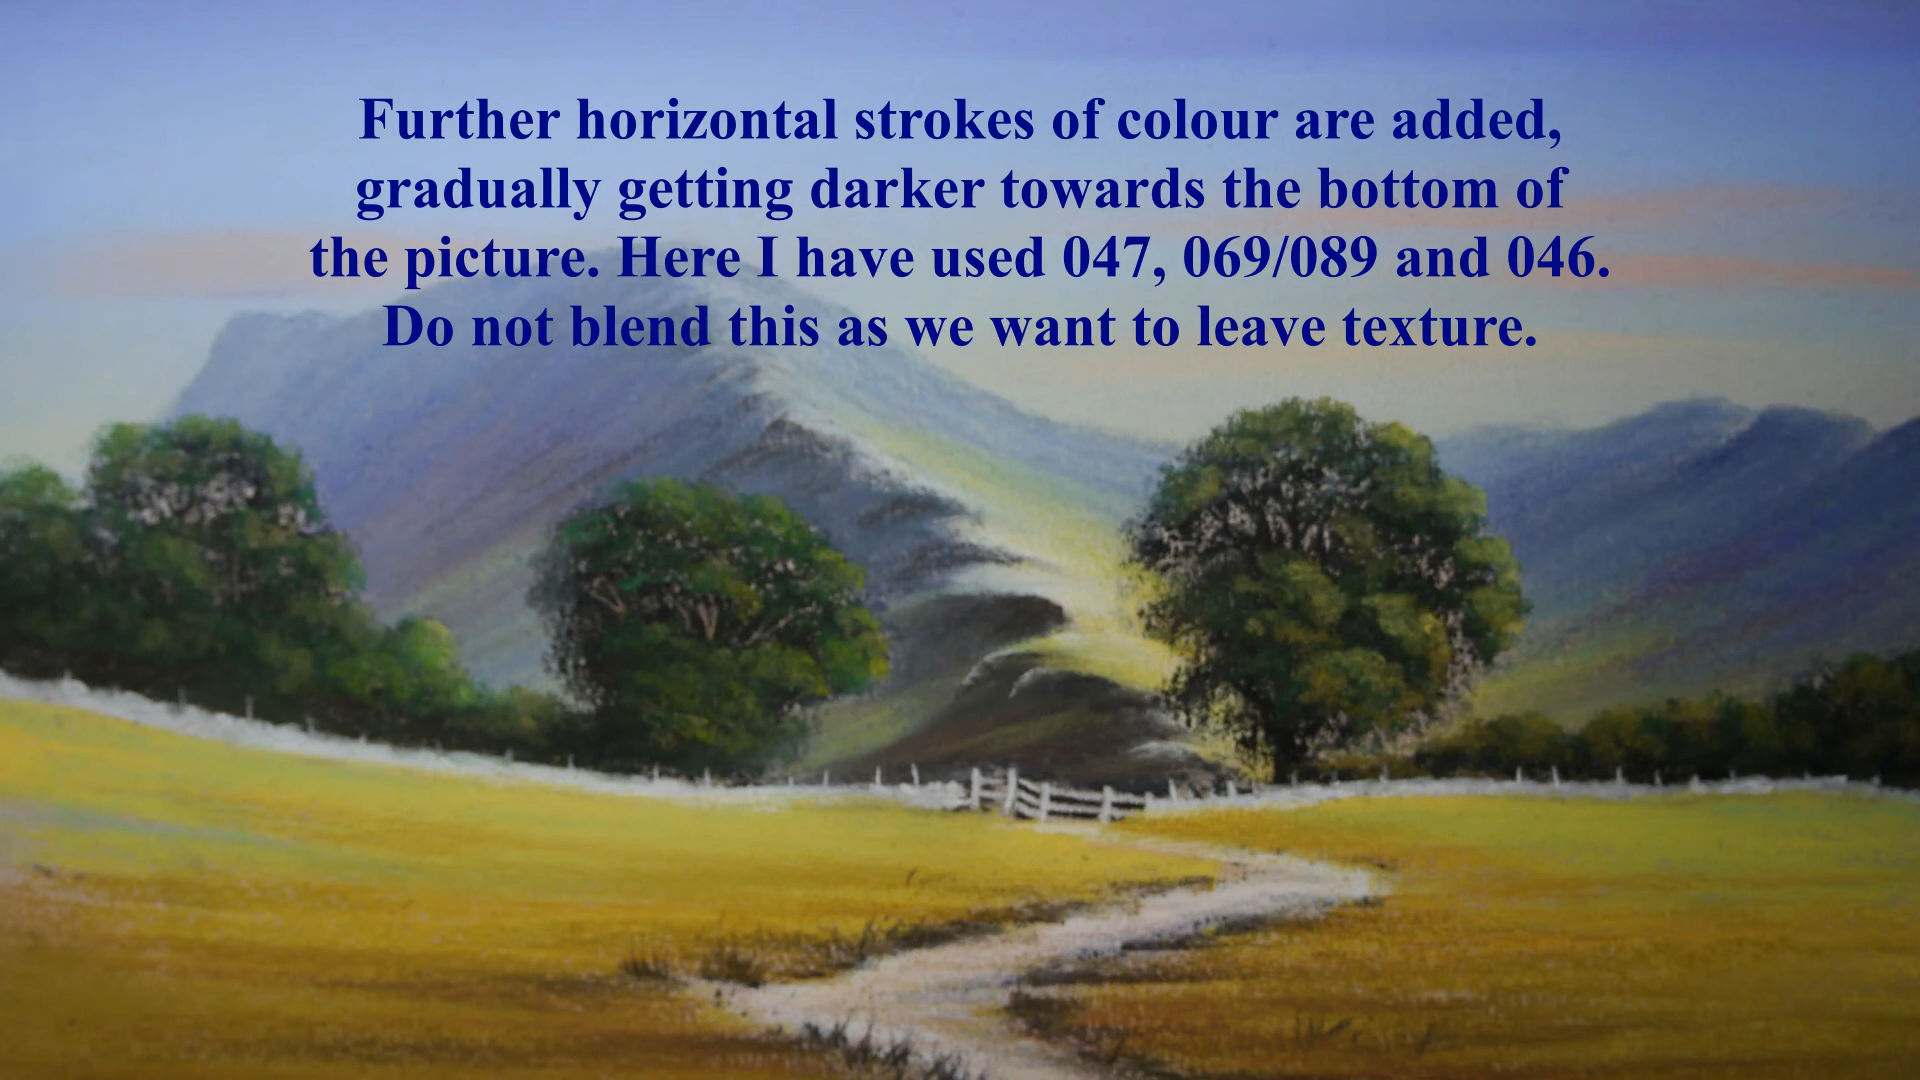 Further horizontal strokes of colour are added,
gradually getting darker towards the bottom of
the picture. Here I have used 047, 069/089 and 046.
Do not blend this as we want to leave texture.